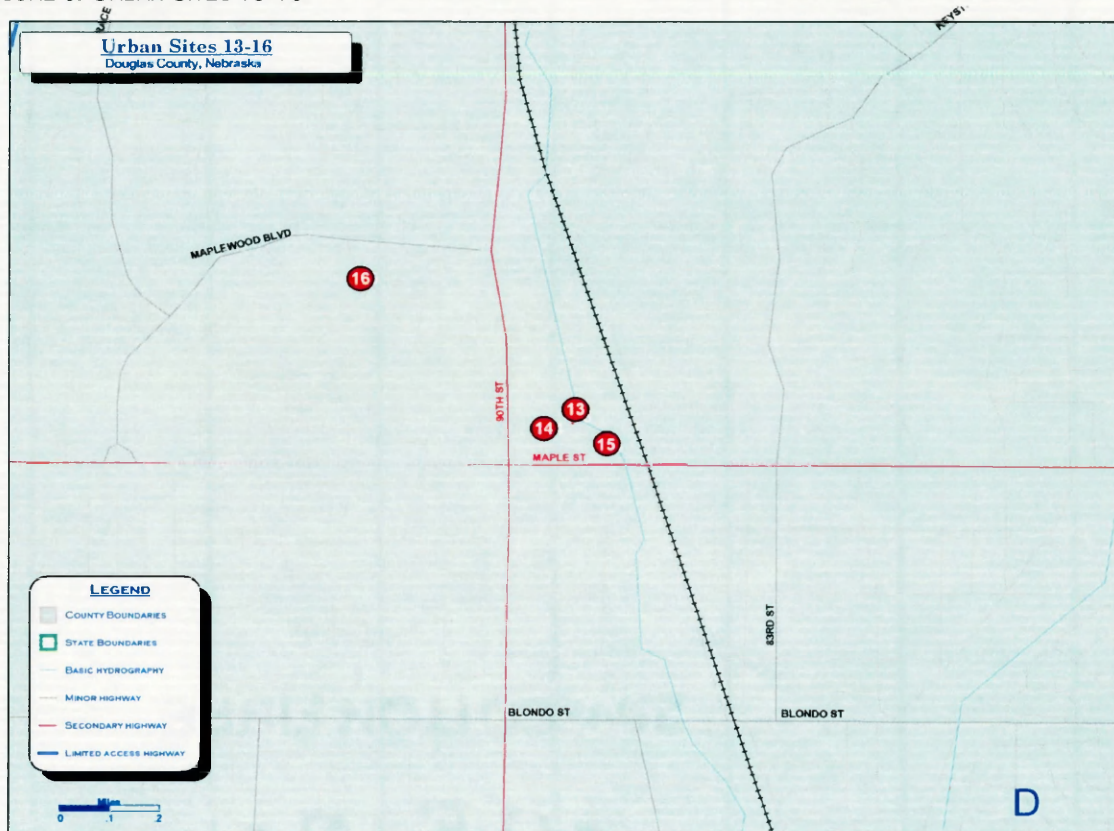 Urban Sites 13-16
Douglas County, Nebraska
MAPLEWOOD BLVD
16
90TH ST
13
14
15
MAPLE ST
83RD ST
BLONDO ST
BLONDO ST
LEGEND
COUNTY BOUNDARIES
STATE BOUNDARIES
BASIC HYDROGRAPHY
MINOR HIGHWAY
SECONDARY HIGHWAY
LIMITED ACCESS HIGHWAY
Miles
0 .1 .2
D